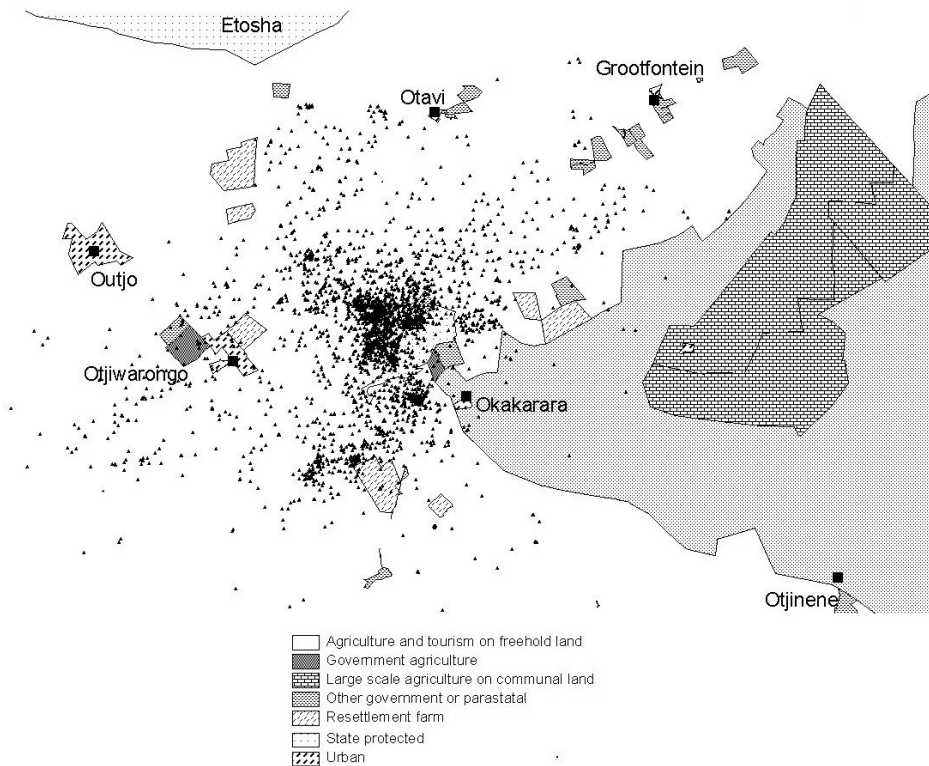 Etosha
Grootfontein
Otavi
Outjo
Otjiwarongo
Okakarara
Otjinene
Agriculture and tourism on freehold land
Government agriculture
Large scale agriculture on communal land
Other government or parastatal
Resettlement farm
State protected
Urban